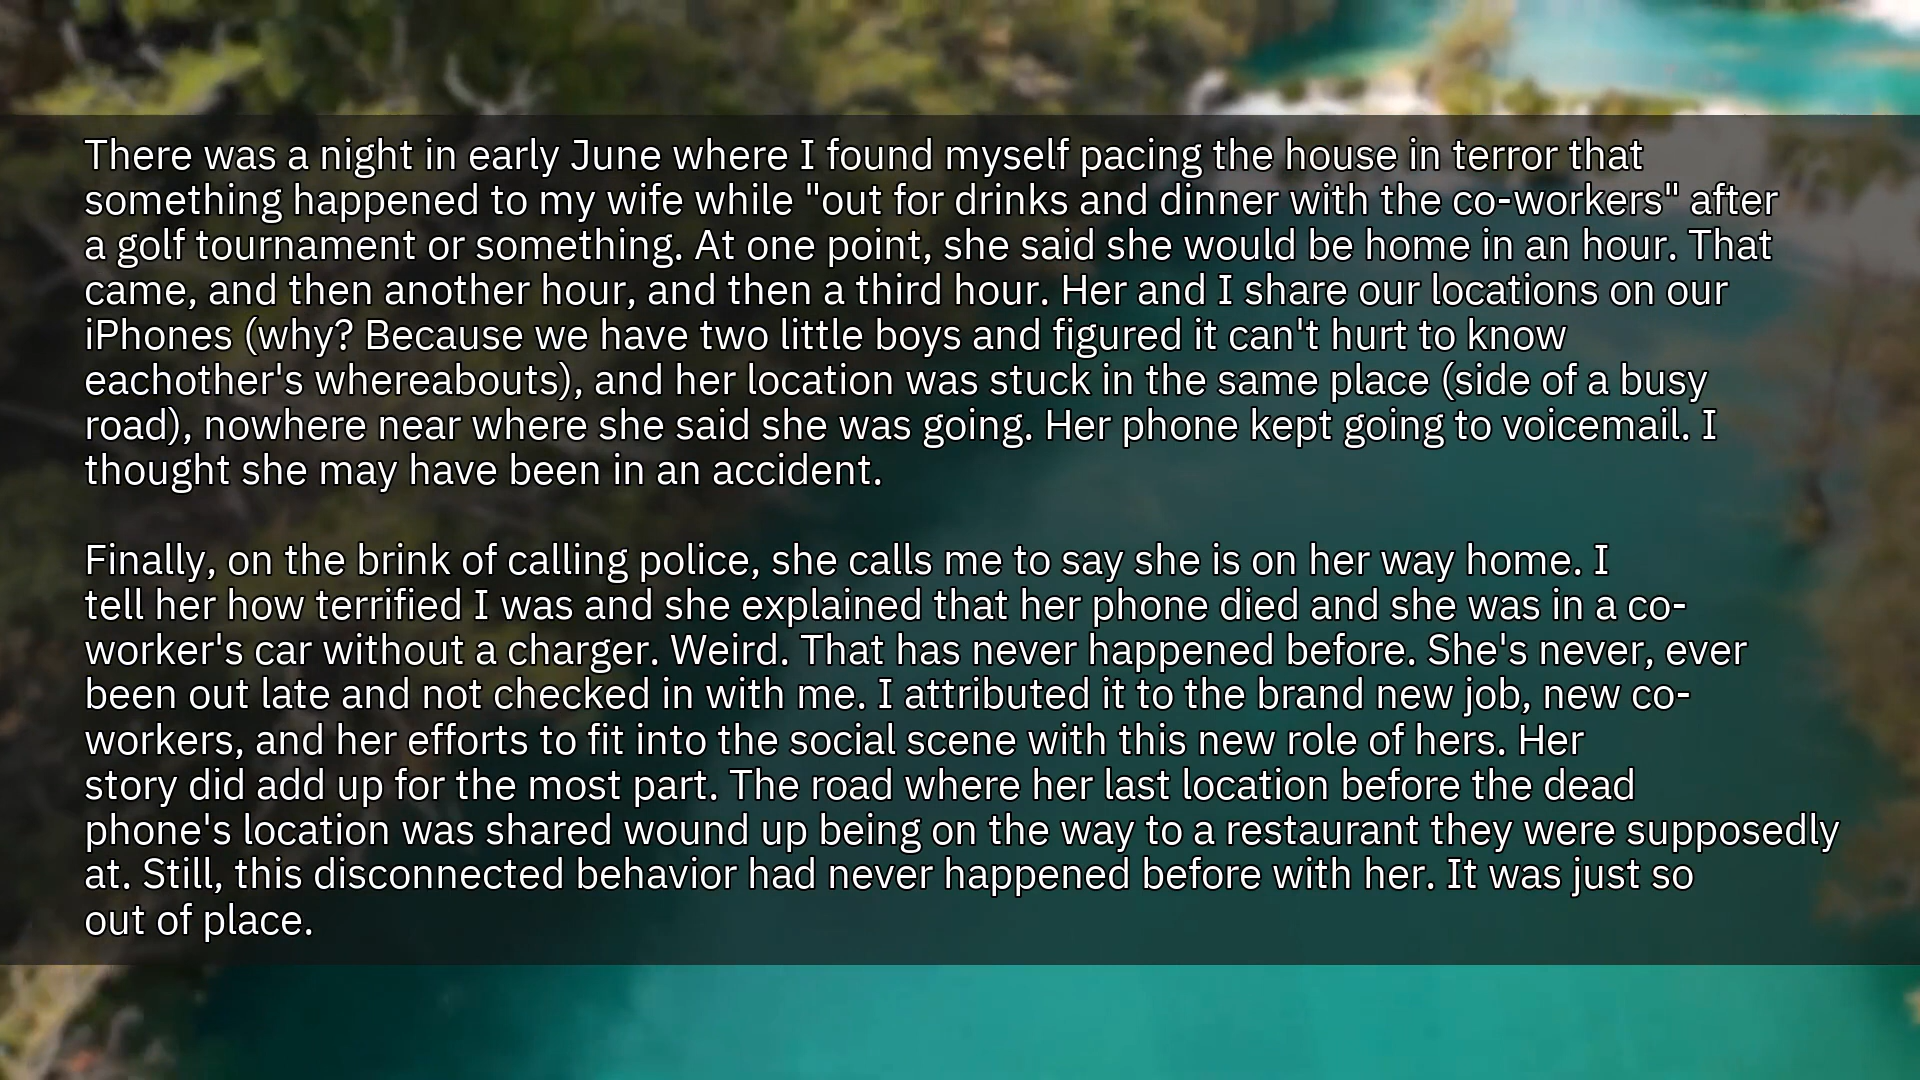 There was a night in early June where I found myself pacing the house in terror that
something happened to my wife while "out for drinks and dinner with the co-workers" after
a golf tournament or something. At one point, she said she would be home in an hour. That
came, and then another hour, and then a third hour. Her and I share our locations on our
iPhones (why? Because we have two little boys and figured it can't hurt to know
eachother's whereabouts), and her location was stuck in the same place (side of a busy
road), nowhere near where she said she was going. Her phone kept going to voicemail. I
thought she may have been in an accident.

Finally, on the brink of calling police, she calls me to say she is on her way home. I
tell her how terrified I was and she explained that her phone died and she was in a co-
worker's car without a charger. Weird. That has never happened before. She's never, ever
been out late and not checked in with me. I attributed it to the brand new job, new co-
workers, and her efforts to fit into the social scene with this new role of hers. Her
story did add up for the most part. The road where her last location before the dead
phone's location was shared wound up being on the way to a restaurant they were supposedly
at. Still, this disconnected behavior had never happened before with her. It was just so
out of place.